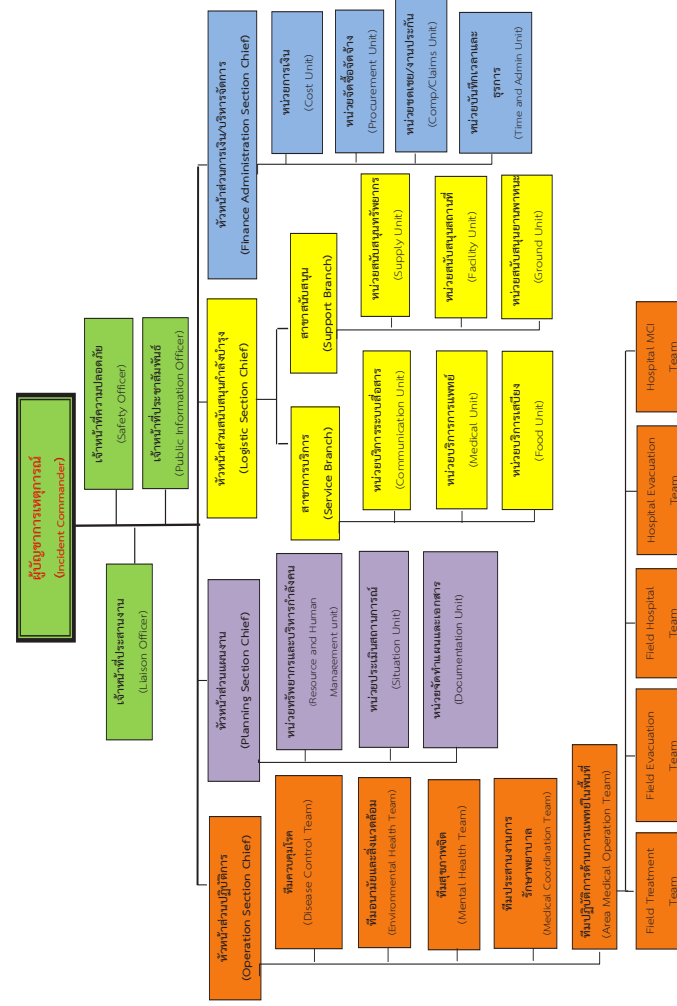 ผู้บัญชาการเหตุการณ์
(Incident Commander)
เจ้าหน้าที่ประสานงาน
(Liaison Officer)
เจ้าหน้าที่ความปลอดภัย
(Safety Officer)
เจ้าหน้าที่ประชาสัมพันธ์
(Public Information Officer)
หัวหน้าส่วนปฏิบัติการ
(Operation Section Chief)
ทีมควบคุมโรค
(Disease Control Team)
ทีมอนามัยและสิ่งแวดล้อม
(Environmental Health Team)
ทีมสุขภาพจิต
(Mental Health Team)
ทีมประสานงานการ
รักษาพยาบาล
(Medical Coordination Team)
ทีมปฏิบัติการด้านการแพทย์ในพื้นที่
(Area Medical Operation Team)
Field Treatment
Team
Field Evacuation
Team
Field Hospital
Team
Hospital Evacuation
Team
Hospital MCI
Team
หัวหน้าส่วนแผนงาน
(Planning Section Chief)
หน่วยทรัพยากรและบริหารกำลังคน
(Resource and Human
Management unit)
หน่วยประเมินสถานการณ์
(Situation Unit)
หน่วยจัดทำแผนและเอกสาร
(Documentation Unit)
หัวหน้าส่วนสนับสนุนกำลังบำรุง
(Logistic Section Chief)
สาขาการบริการ
(Service Branch)
หน่วยบริการระบบสื่อสาร
(Communication Unit)
หน่วยบริการการแพทย์
(Medical Unit)
หน่วยบริการเสบียง
(Food Unit)
สาขาสนับสนุน
(Support Branch)
หน่วยสนับสนุนทรัพยากร
(Supply Unit)
หน่วยสนับสนุนสถานที่
(Facility Unit)
หน่วยสนับสนุนยานพาหนะ
(Ground Unit)
หัวหน้าส่วนการเงิน/บริหารจัดการ
(Finance Administration Section Chief)
หน่วยการเงิน
(Cost Unit)
หน่วยจัดซื้อจัดจ้าง
(Procurement Unit)
หน่วยชดเชย/งานประกัน
(Comp/Claims Unit)
หน่วยบันทึกเวลาและ
ธุรการ
(Time and Admin Unit)